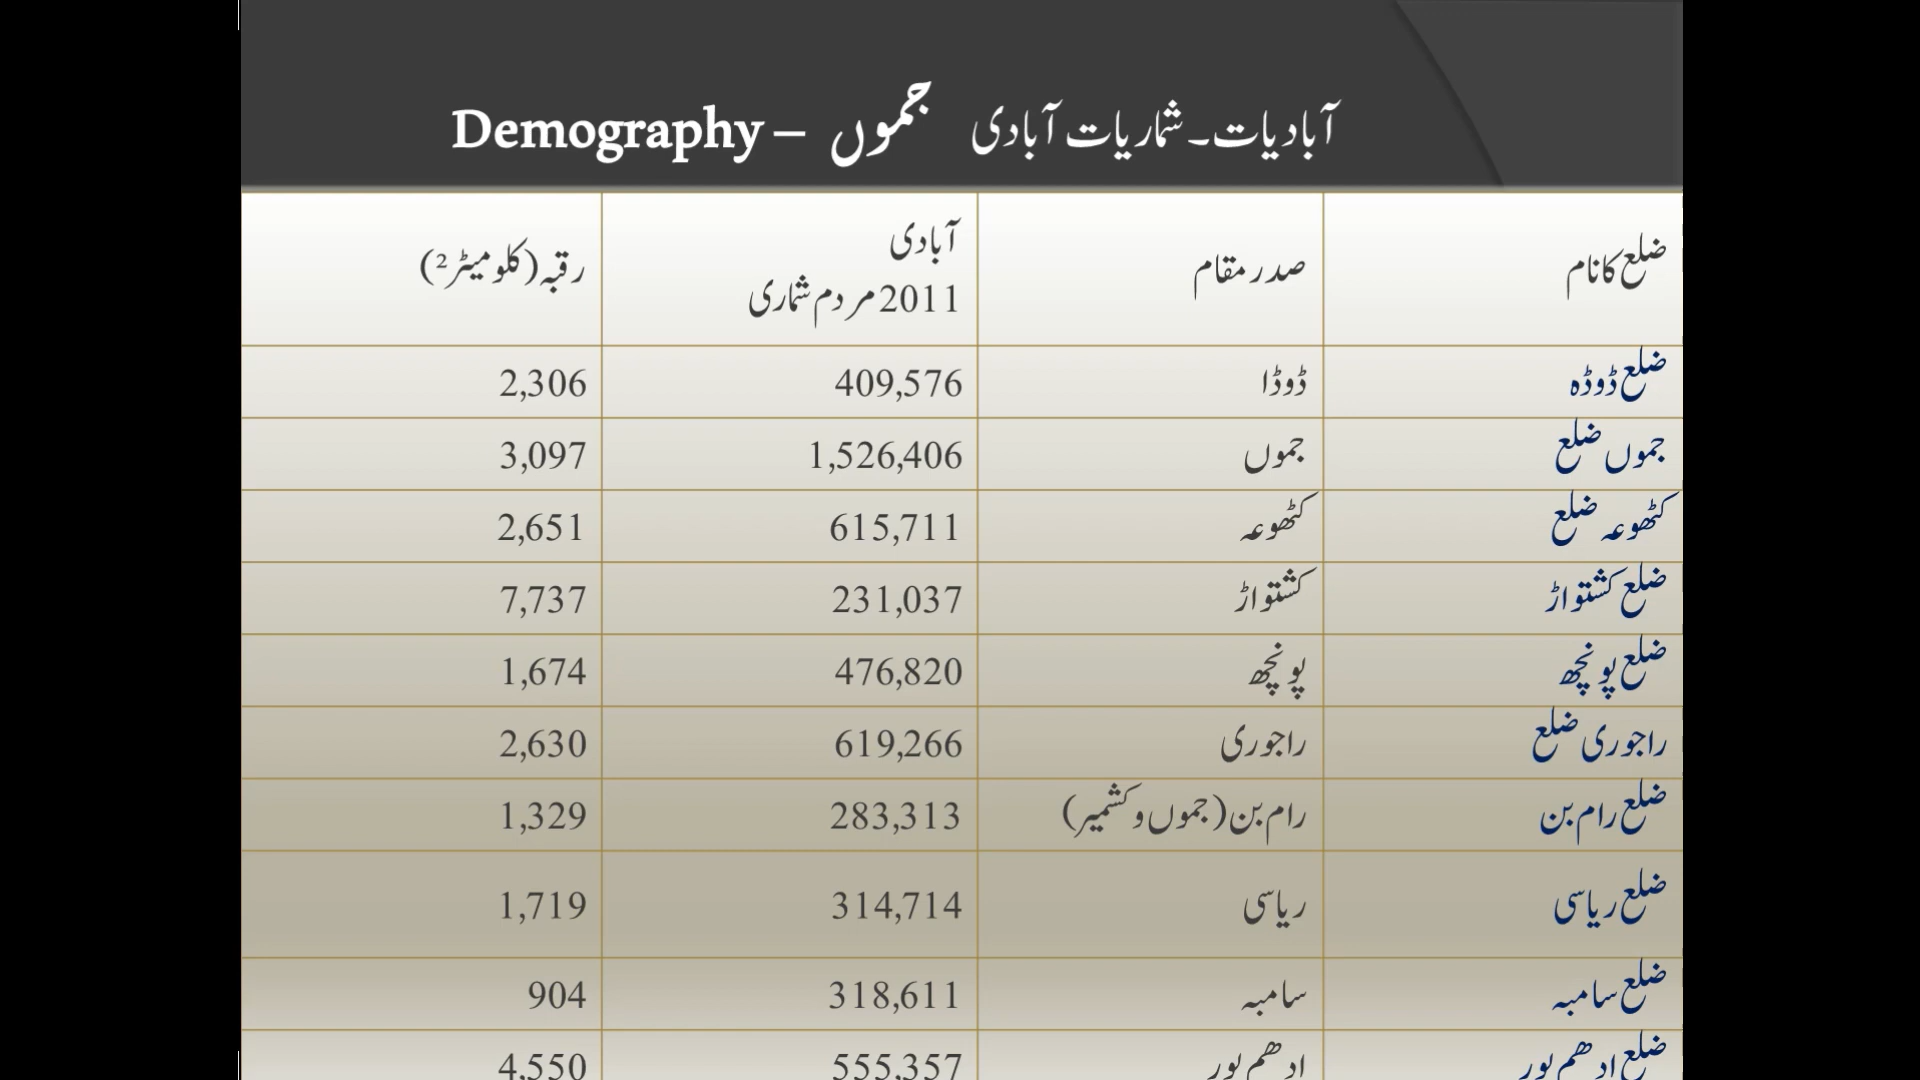 آبادیات۔شماریات آبادی جموں – Demography
ضلع کا نام صدر مقام آبادی رقبہ (کلومیٹر²)
2011 مردم شماری
ضلع ڈوڈہ ڈوڈا 409,576 2,306
جموں ضلع جموں 1,526,406 3,097
کٹھوعہ ضلع کٹھوعہ 615,711 2,651
ضلع کشتواڑ کشتواڑ 231,037 7,737
ضلع پونچھ پونچھ 476,820 1,674
راجوری ضلع راجوری 619,266 2,630
ضلع رام بن رام بن (جموں و کشمیر) 283,313 1,329
ضلع ریاسی ریاسی 314,714 1,719
ضلع سامبہ سامبہ 318,611 904
ضلع ادھم پور ادھم پور 555,357 4,550